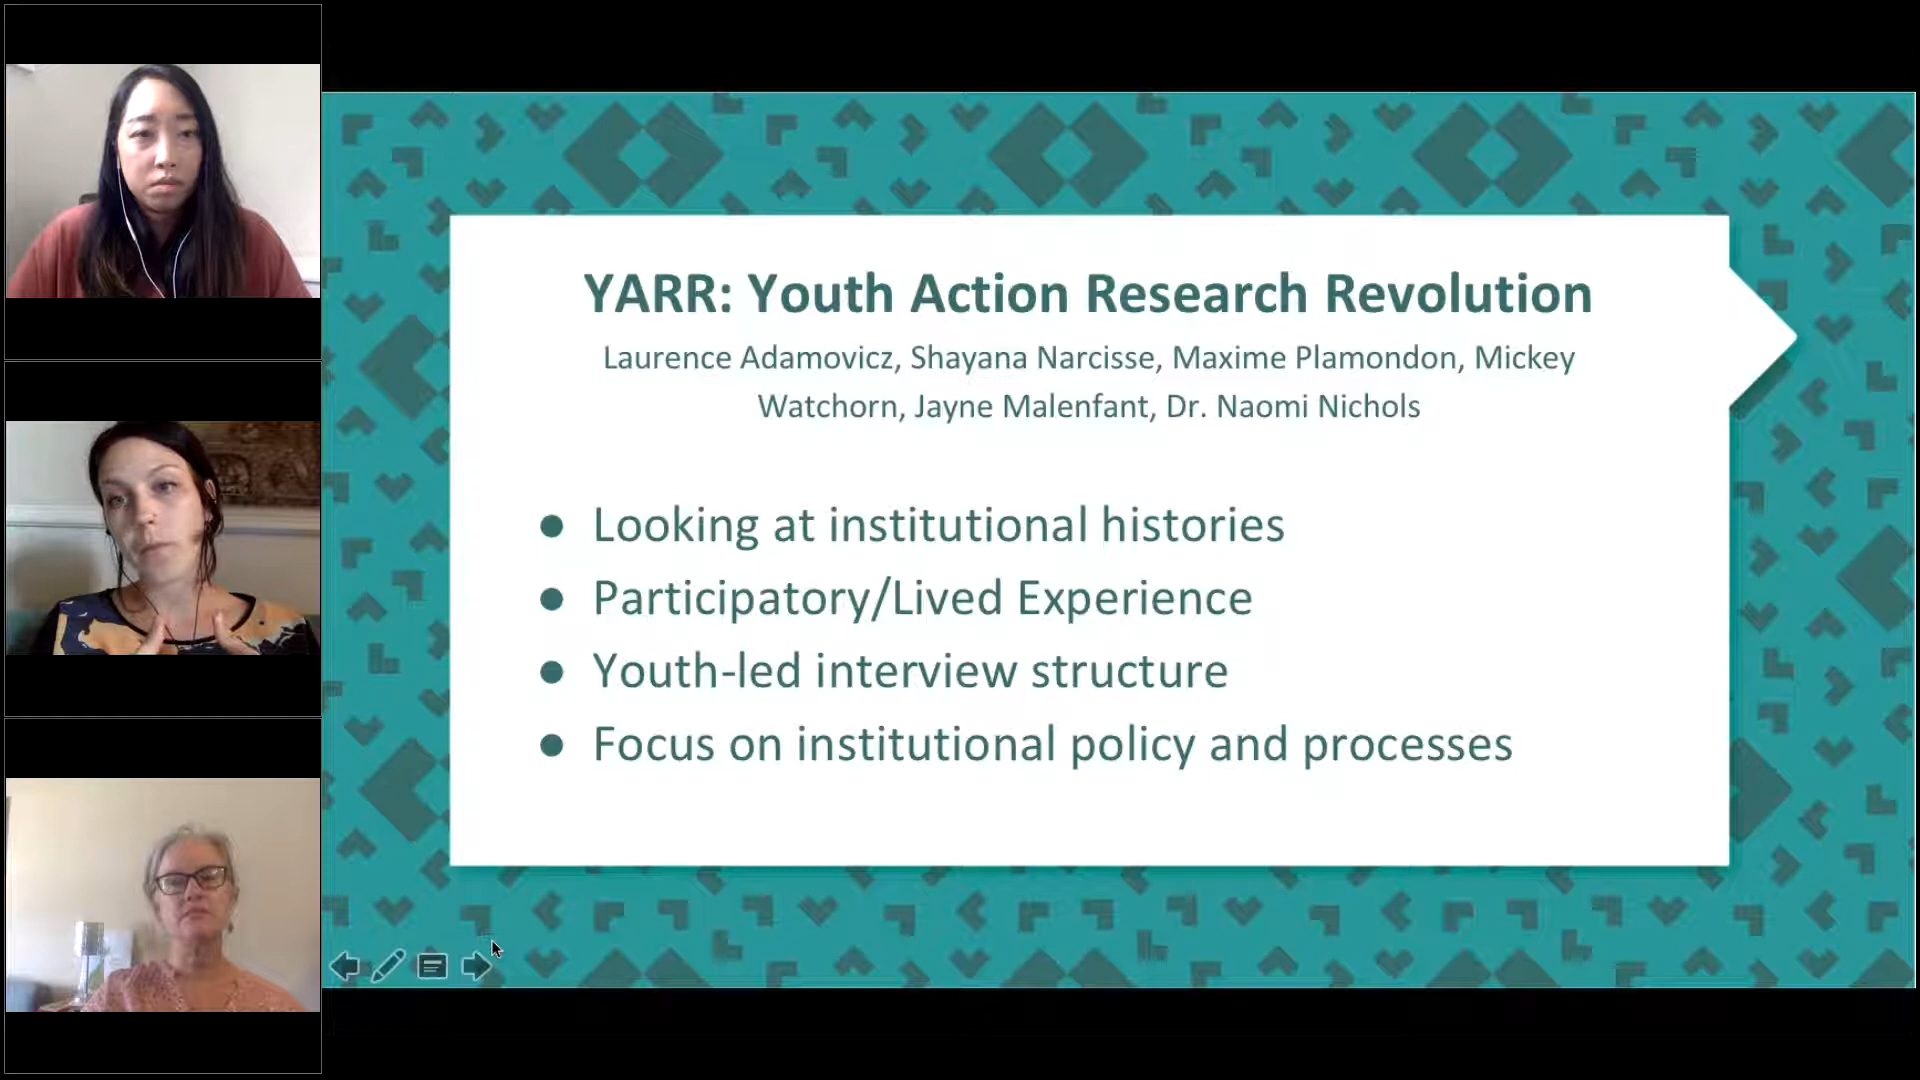 YARR: Youth Action Research Revolution
Laurence Adamovicz, Shayana Narcisse, Maxime Plamondon, Mickey
Watchorn, Jayne Malenfant, Dr. Naomi Nichols
● Looking at institutional histories
● Participatory/Lived Experience
● Youth-led interview structure
● Focus on institutional policy and processes